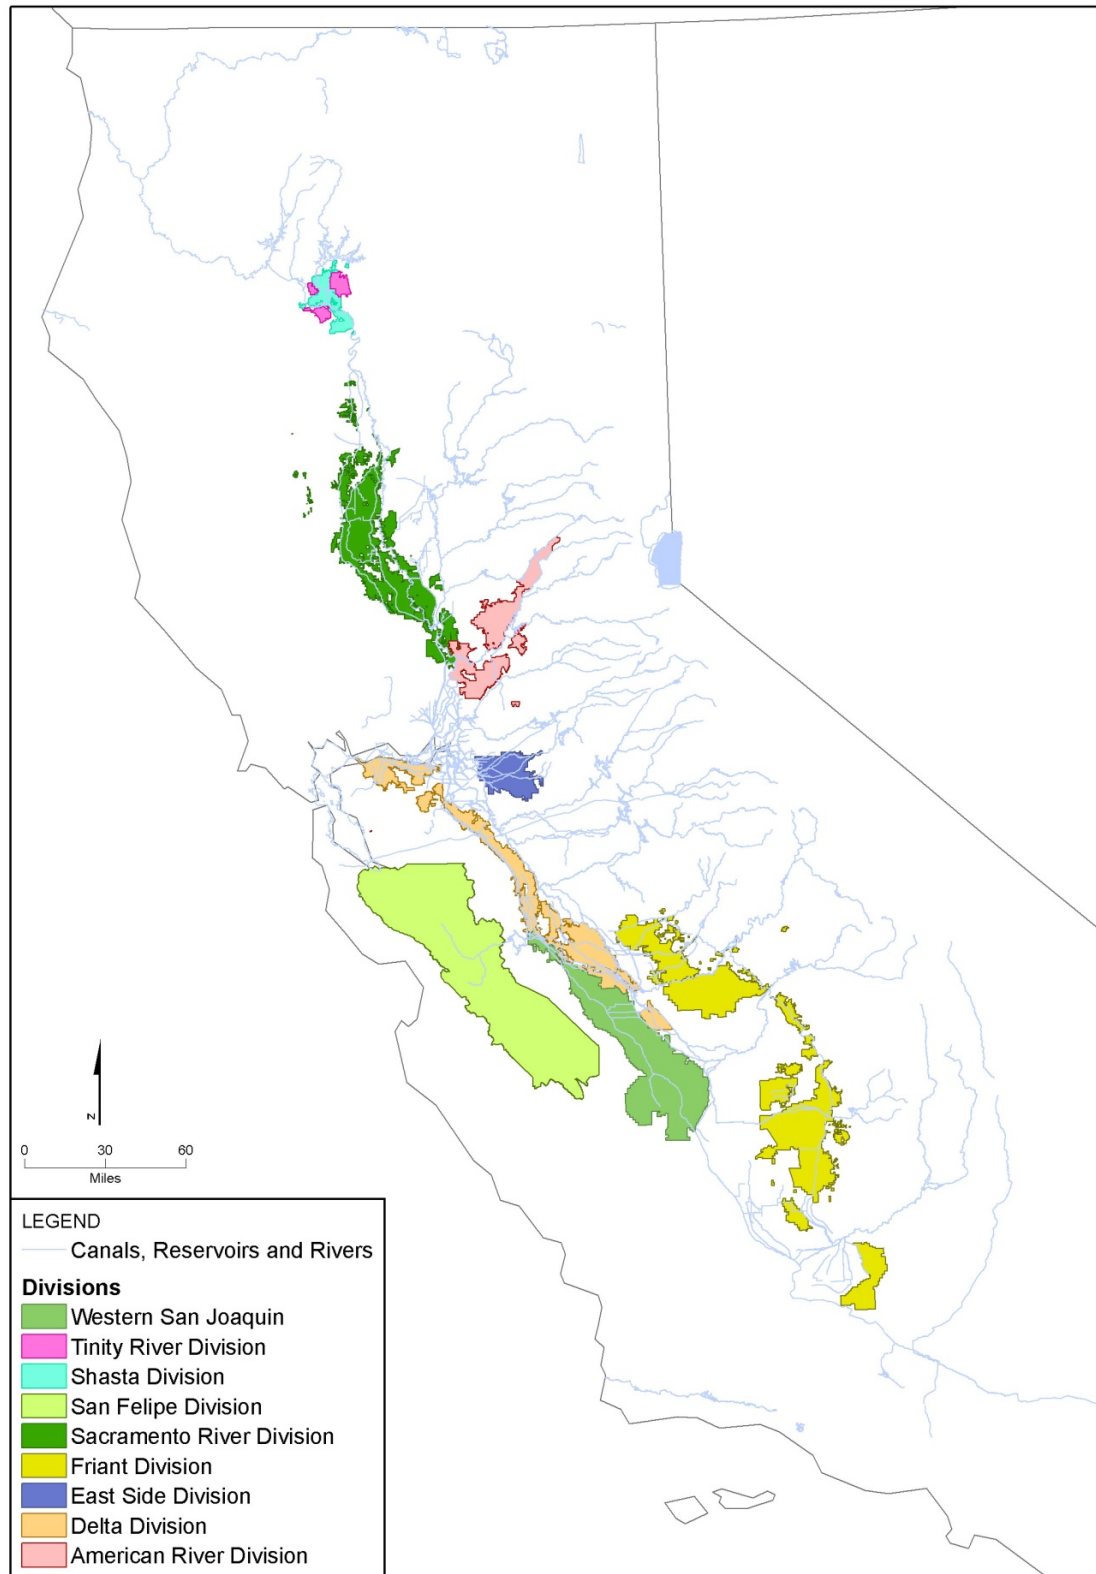 N
0 30 60
Miles
LEGEND
Canals, Reservoirs and Rivers
Divisions
Western San Joaquin
Tinity River Division
Shasta Division
San Felipe Division
Sacramento River Division
Friant Division
East Side Division
Delta Division
American River Division